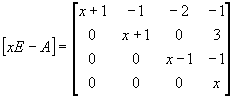 [xE − A] = [ x+1 −1 −2 −1
0 x+1 0 3
0 0 x−1 −1
0 0 0 x ]